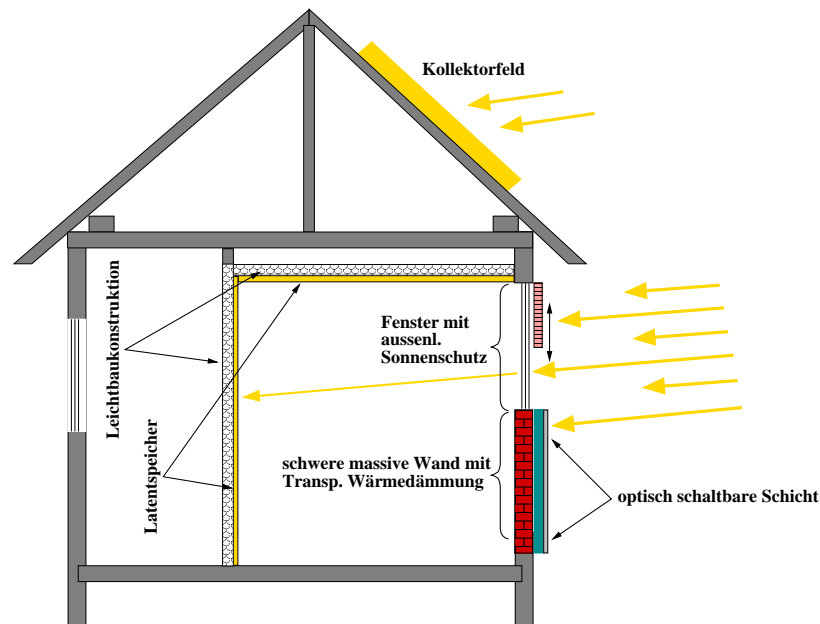 Kollektorfeld
Leichtbaukonstruktion
Latentspeicher
Fenster mit
aussenl.
Sonnenschutz
schwere massive Wand mit
Transp. Wärmedämmung
optisch schaltbare Schicht